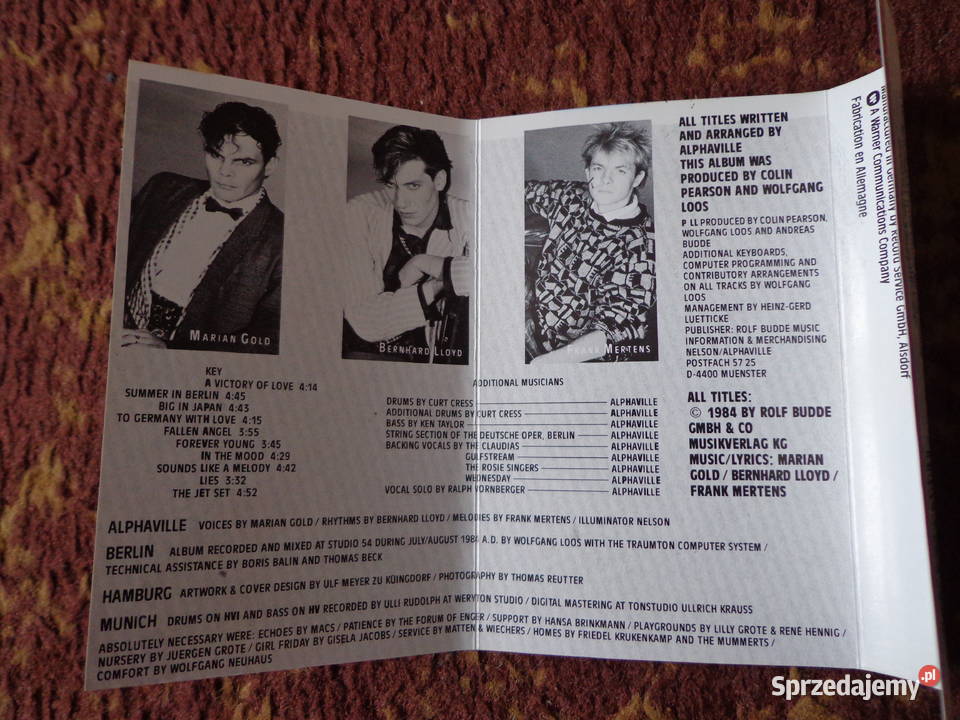 MARIAN GOLD
BERNHARD LLOYD
FRANK MERTENS
KEY
A VICTORY OF LOVE 4:14
SUMMER IN BERLIN 4:45
BIG IN JAPAN 4:43
TO GERMANY WITH LOVE 4:15
FALLEN ANGEL 3:55
FOREVER YOUNG 3:45
IN THE MOOD 4:29
SOUNDS LIKE A MELODY 4:42
LIES 3:32
THE JET SET 4:52
ADDITIONAL MUSICIANS
DRUMS BY CURT CRESS ALPHAVILLE
ADDITIONAL DRUMS BY CURT CRESS ALPHAVILLE
BASS BY KEN TAYLOR ALPHAVILLE
STRING SECTION OF THE DEUTSCHE OPER, BERLIN ALPHAVILLE
BACKING VOCALS BY THE CLAUDIAS ALPHAVILLE
GULFSTREAM ALPHAVILLE
THE ROSIE SINGERS ALPHAVILLE
WEDNESDAY ALPHAVILLE
VOCAL SOLO BY RALPH VORNBERGER ALPHAVILLE
ALL TITLES WRITTEN
AND ARRANGED BY
ALPHAVILLE
THIS ALBUM WAS
PRODUCED BY COLIN
PEARSON AND WOLFGANG
LOOS
P LL PRODUCED BY COLIN PEARSON,
WOLFGANG LOOS AND ANDREAS
BUDDE
ADDITIONAL KEYBOARDS,
COMPUTER PROGRAMMING AND
CONTRIBUTORY ARRANGEMENTS
ON ALL TRACKS BY WOLFGANG
LOOS
MANAGEMENT BY HEINZ-GERD
LUETTICKE
PUBLISHER: ROLF BUDDE MUSIC
INFORMATION & MERCHANDISING
NELSON/ALPHAVILLE
POSTFACH 57 25
D-4400 MUENSTER
ALL TITLES:
© 1984 BY ROLF BUDDE
GMBH & CO
MUSIKVERLAG KG
MUSIC/LYRICS: MARIAN
GOLD / BERNHARD LLOYD /
FRANK MERTENS
ALPHAVILLE VOICES BY MARIAN GOLD / RHYTHMS BY BERNHARD LLOYD / MELODIES BY FRANK MERTENS / ILLUMINATOR NELSON
BERLIN ALBUM RECORDED AND MIXED AT STUDIO 54 DURING JULY/AUGUST 1984 A.D. BY WOLFGANG LOOS WITH THE TRAUMTON COMPUTER SYSTEM /
TECHNICAL ASSISTANCE BY BORIS BALIN AND THOMAS BECK
HAMBURG ARTWORK & COVER DESIGN BY ULF MEYER ZU KÜINGDORF / PHOTOGRAPHY BY THOMAS REUTTER
MUNICH DRUMS ON HVI AND BASS ON HV RECORDED BY ULLI RUDOLPH AT WERYTON STUDIO / DIGITAL MASTERING AT TONSTUDIO ULLRICH KRAUSS
ABSOLUTELY NECESSARY WERE: ECHOES BY MACS / PATIENCE BY THE FORUM OF ENGER / SUPPORT BY HANSA BRINKMANN / PLAYGROUNDS BY LILLY GROTE & RENÉ HENNIG /
NURSERY BY JUERGEN GROTE / GIRL FRIDAY BY GISELA JACOBS / SERVICE BY MATTEN & WIECHERS / HOMES BY FRIEDEL KRUKENKAMP AND THE MUMMERTS /
COMFORT BY WOLFGANG NEUHAUS
Manufactured in Germany by Record Service GmbH, Alsdorf
A Warner Communications Company
Fabrication en Allemagne
Sprzedajemy.pl